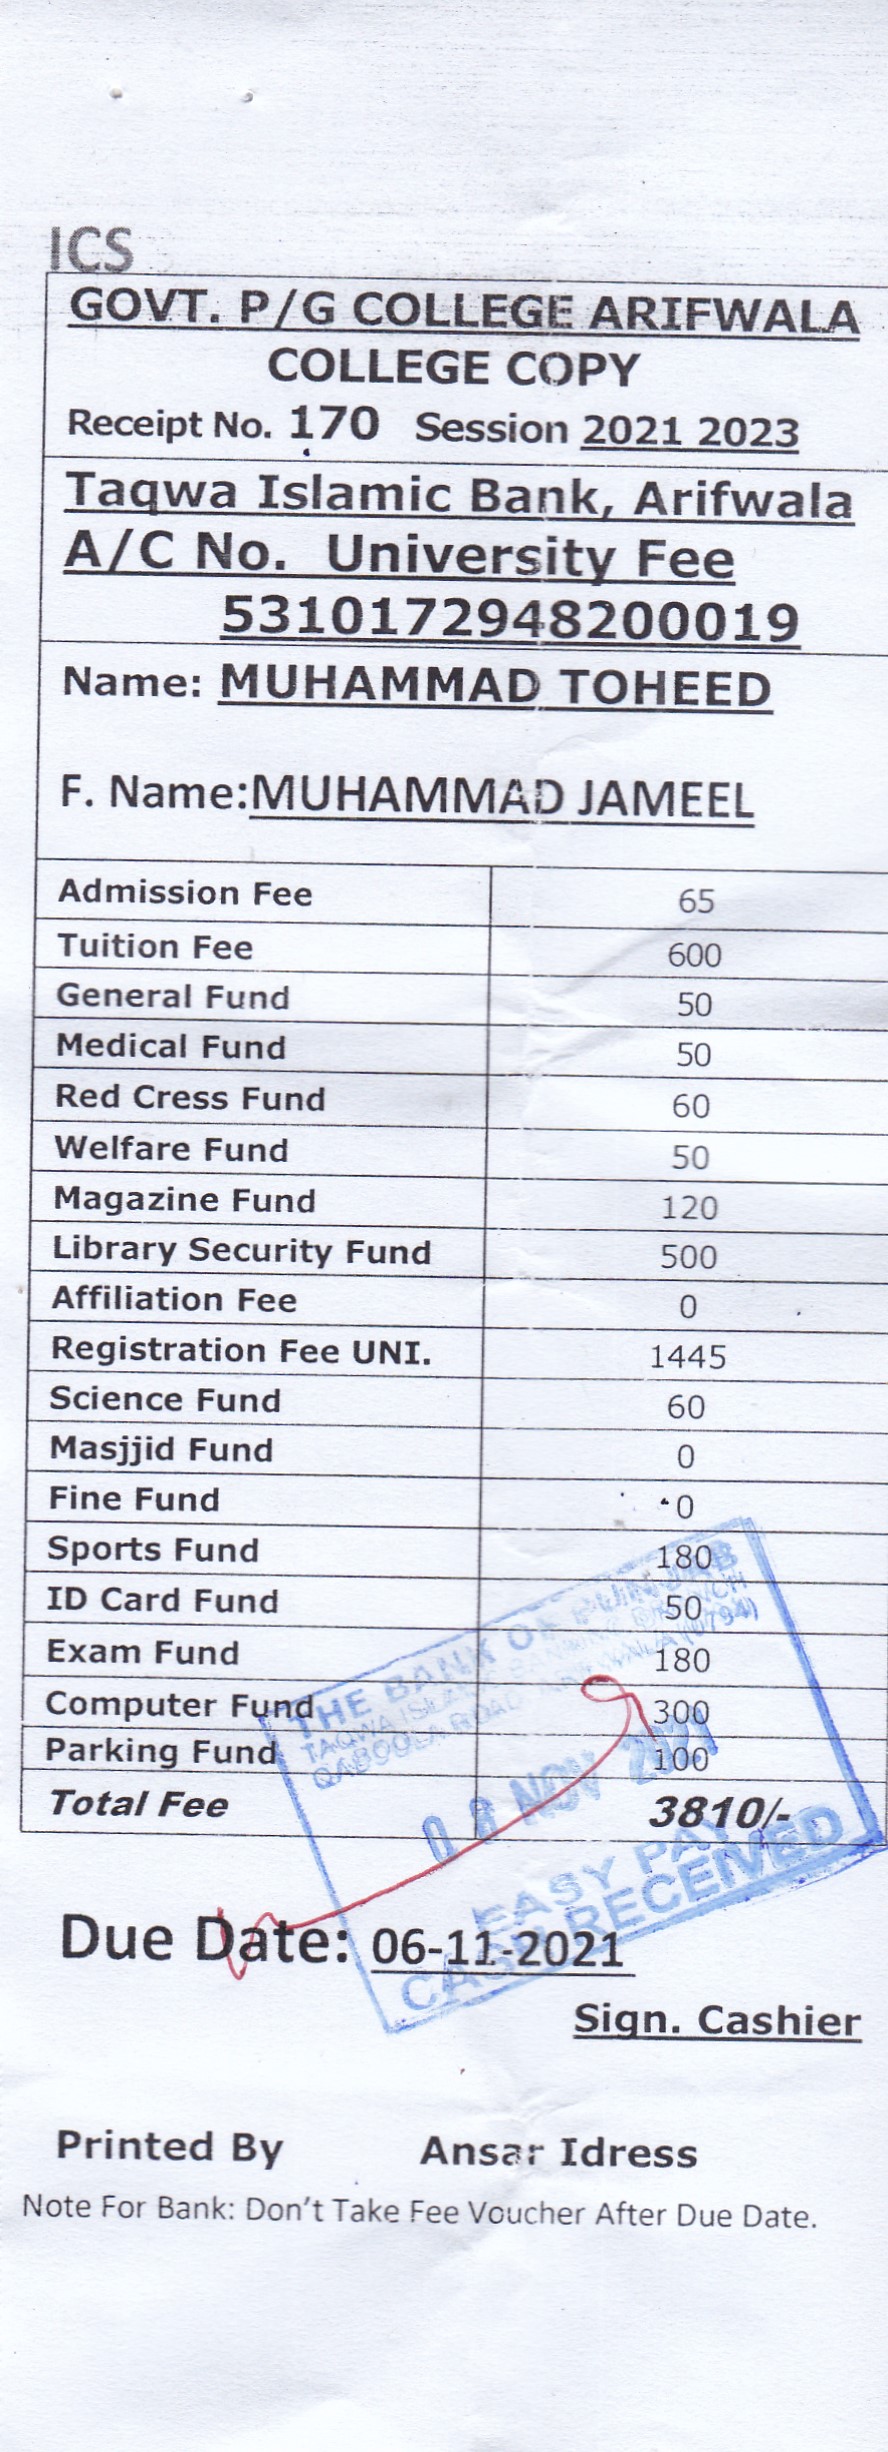 ICS
GOVT. P/G COLLEGE ARIFWALA
COLLEGE COPY
Receipt No. 170 Session 2021 2023
Taqwa Islamic Bank, Arifwala
A/C No. University Fee
5310172948200019
Name: MUHAMMAD TOHEED
F. Name:MUHAMMAD JAMEEL
Admission Fee 65
Tuition Fee 600
General Fund 50
Medical Fund 50
Red Cress Fund 60
Welfare Fund 50
Magazine Fund 120
Library Security Fund 500
Affiliation Fee 0
Registration Fee UNI. 1445
Science Fund 60
Masjjid Fund 0
Fine Fund 0
Sports Fund 180
ID Card Fund 50
Exam Fund 180
Computer Fund 300
Parking Fund 100
Total Fee 3810/-
THE BANK OF PUNJAB
TAQWA ISLAMIC BANKING BRANCH
QABOOLA ROAD ARIFWALA (0794)
08 NOV 2021
EASY PAY
CASH RECEIVED
Due Date: 06-11-2021
Sign. Cashier
Printed By Ansar Idress
Note For Bank: Don't Take Fee Voucher After Due Date.